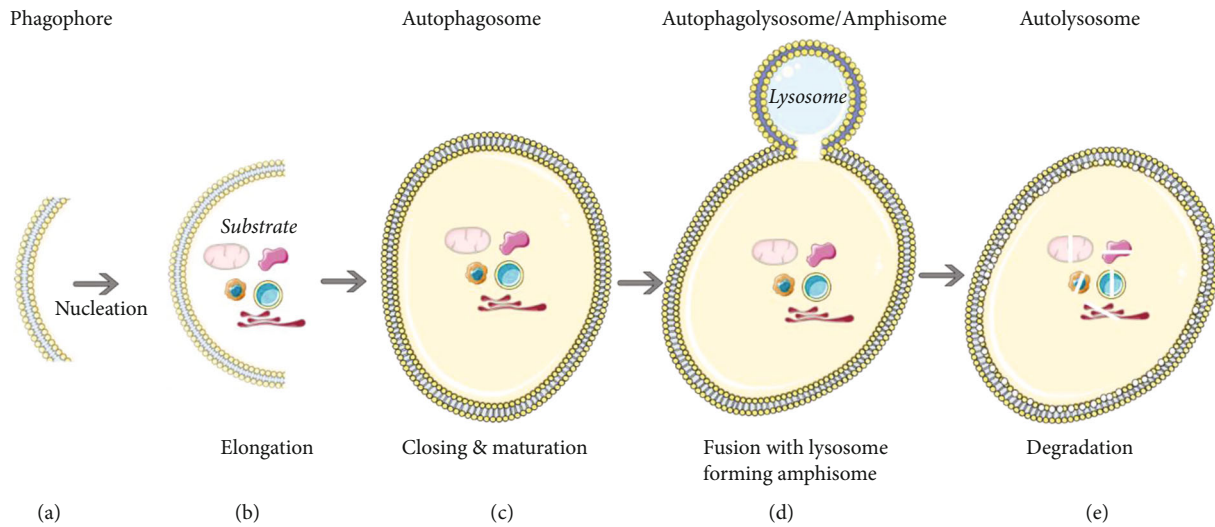 Phagophore
Autophagosome
Autophagolysosome/Amphisome
Autolysosome
Lysosome
Substrate
Nucleation
Elongation
Closing & maturation
Fusion with lysosome
forming amphisome
Degradation
(a)
(b)
(c)
(d)
(e)